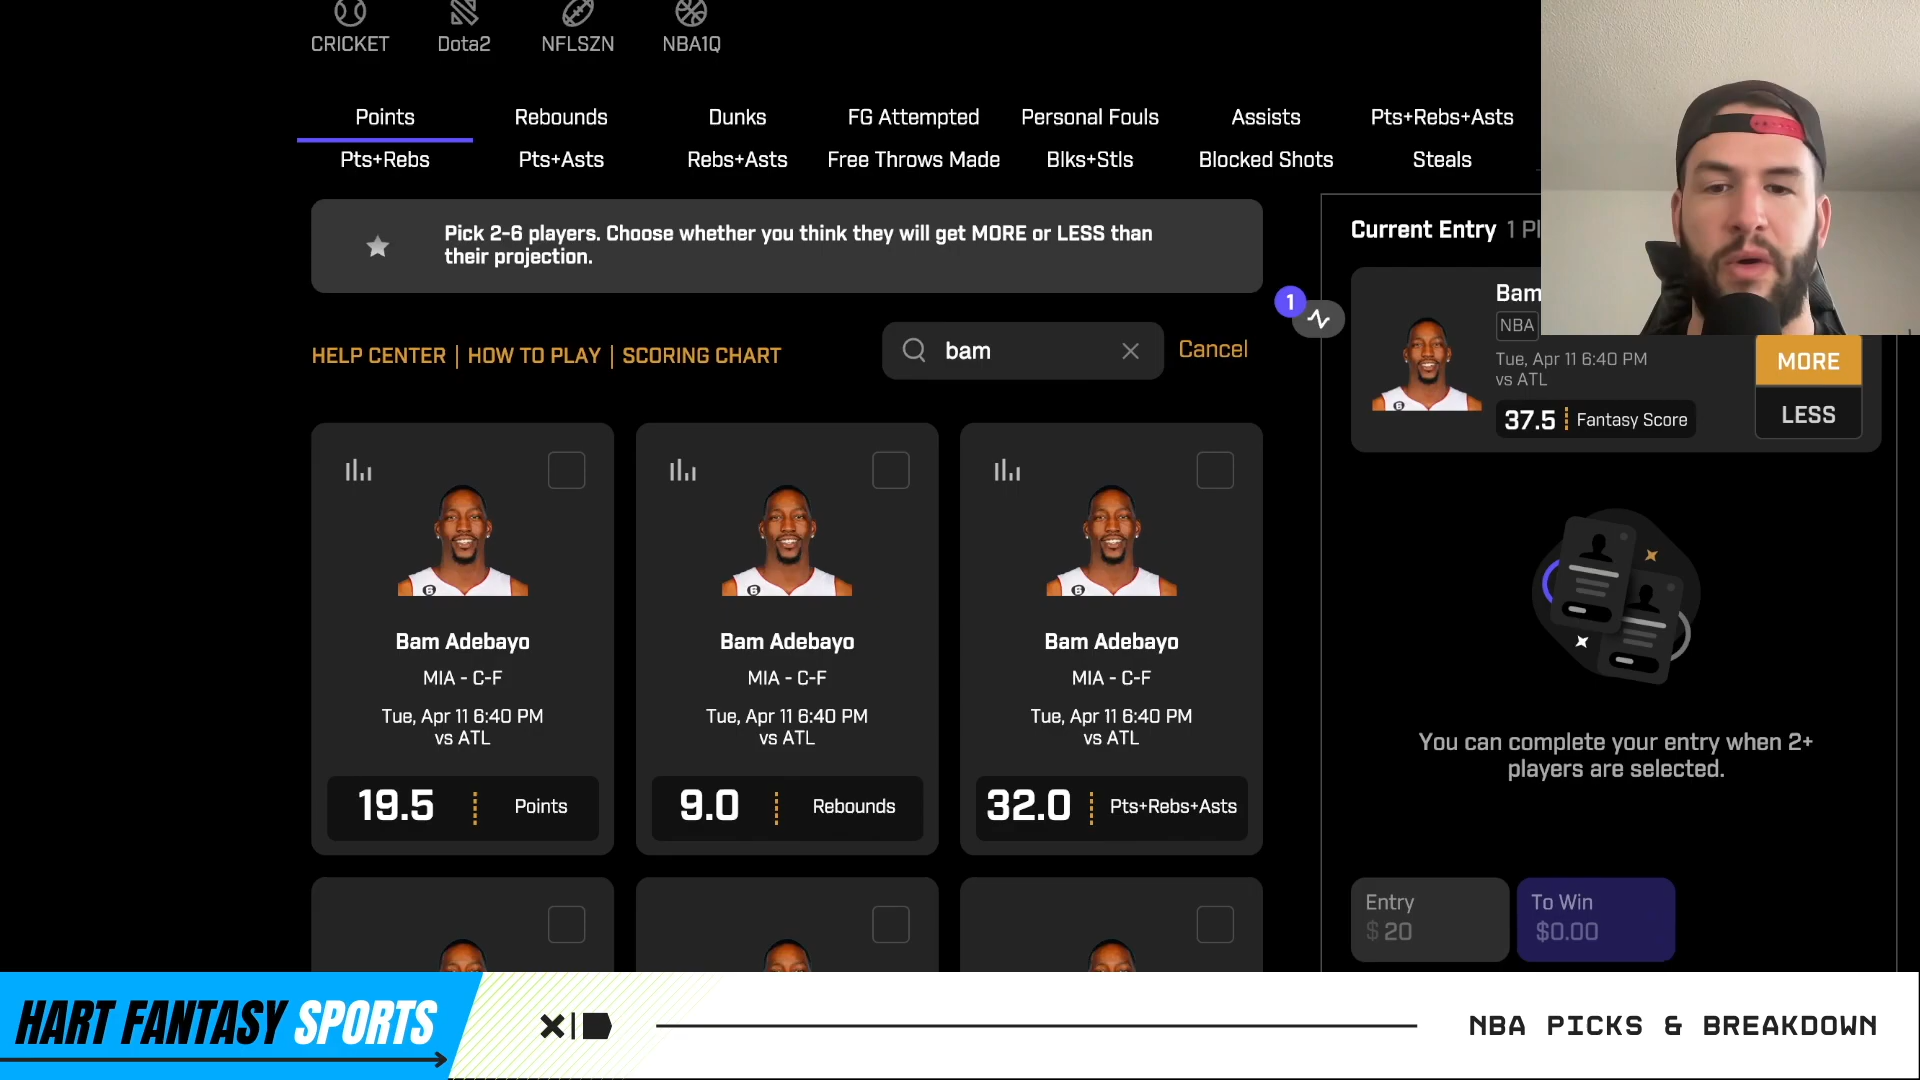 CRICKET
Dota2
NFLSZN
NBA1Q
Points
Rebounds
Dunks
FG Attempted
Personal Fouls
Assists
Pts+Rebs+Asts
Pts+Rebs
Pts+Asts
Rebs+Asts
Free Throws Made
Blks+Stls
Blocked Shots
Steals
Pick 2-6 players. Choose whether you think they will get MORE or LESS than
their projection.
HELP CENTER | HOW TO PLAY | SCORING CHART
bam
Cancel
1
Current Entry 1 Pl
Bam
NBA
Tue, Apr 11 6:40 PM
vs ATL
37.5 Fantasy Score
MORE
LESS
Bam Adebayo
MIA - C-F
Tue, Apr 11 6:40 PM
vs ATL
19.5 Points
Bam Adebayo
MIA - C-F
Tue, Apr 11 6:40 PM
vs ATL
9.0 Rebounds
Bam Adebayo
MIA - C-F
Tue, Apr 11 6:40 PM
vs ATL
32.0 Pts+Rebs+Asts
You can complete your entry when 2+
players are selected.
Entry
$ 20
To Win
$0.00
HART FANTASY SPORTS
NBA PICKS & BREAKDOWN